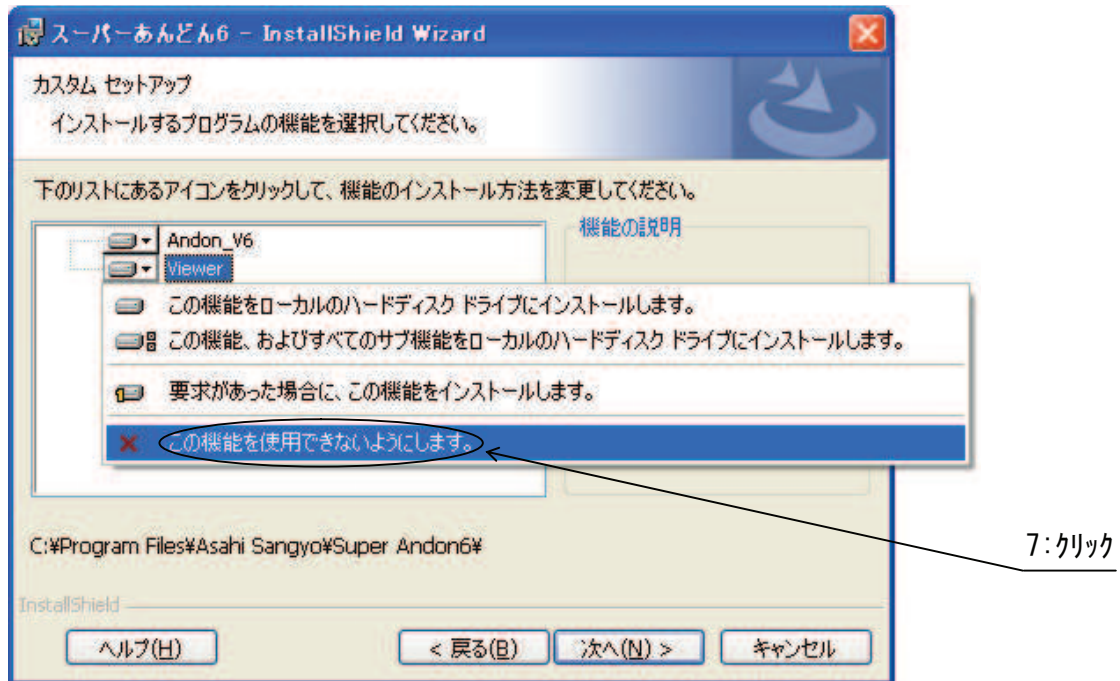 スーパーあんどん6 - InstallShield Wizard
カスタム セットアップ
インストールするプログラムの機能を選択してください。
下のリストにあるアイコンをクリックして、機能のインストール方法を変更してください。
機能の説明
Andon_V6
Viewer
この機能をローカルのハードディスク ドライブにインストールします。
この機能、およびすべてのサブ機能をローカルのハードディスク ドライブにインストールします。
要求があった場合に、この機能をインストールします。
この機能を使用できないようにします。
7:クリック
C:¥Program Files¥Asahi Sangyo¥Super Andon6¥
InstallShield
ヘルプ(H)
< 戻る(B)
次へ(N) >
キャンセル